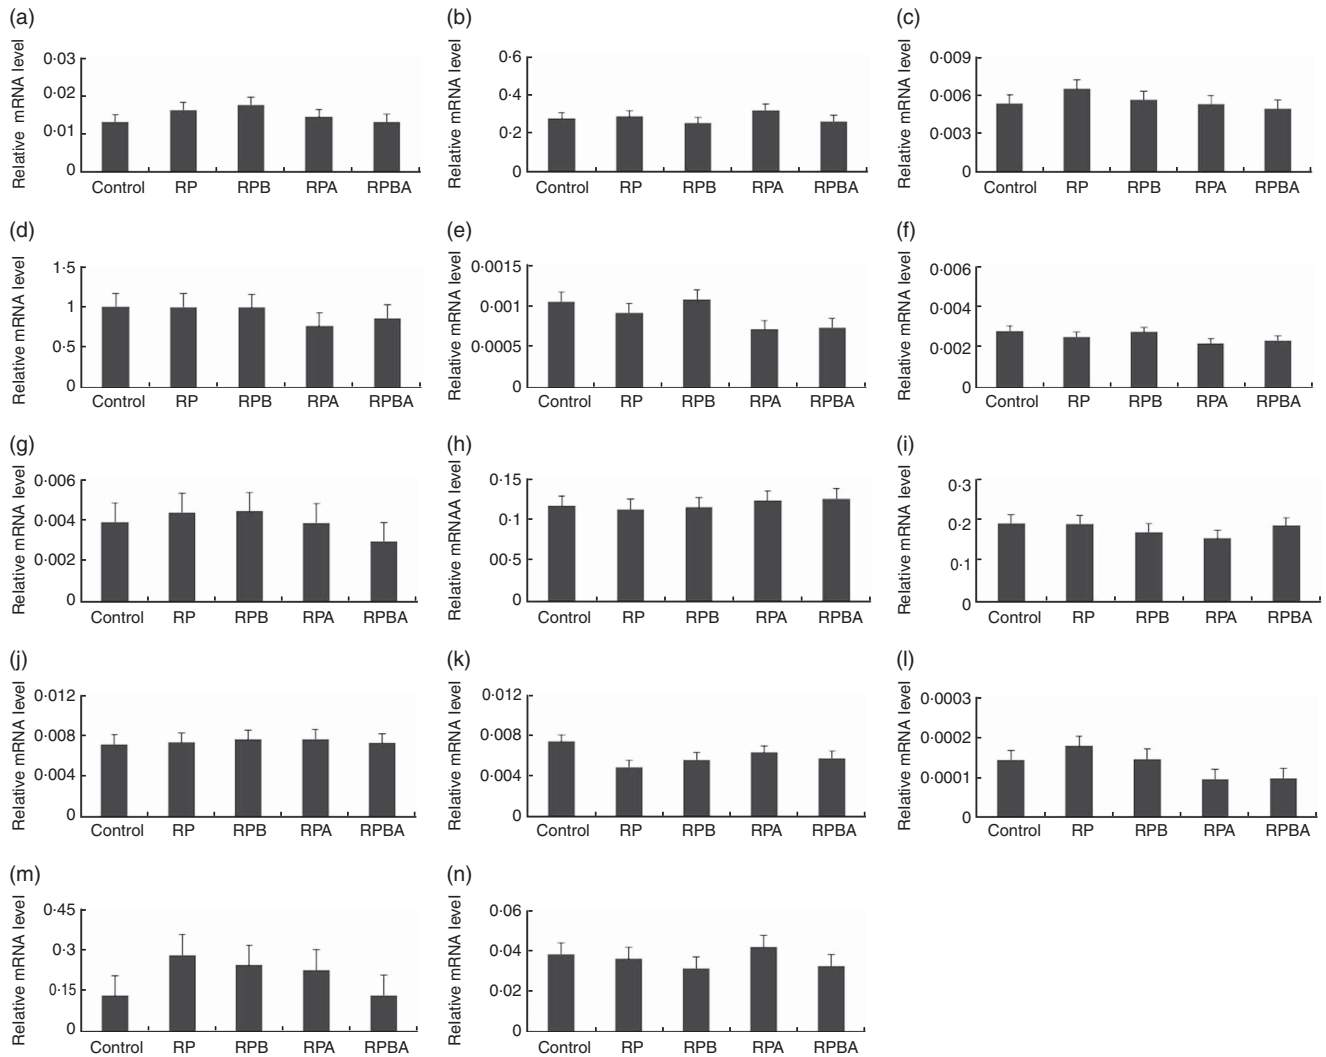 (a)
Relative mRNA level
0·03
0·02
0·01
0
Control RP RPB RPA RPBA
(b)
Relative mRNA level
0·6
0·4
0·2
0
Control RP RPB RPA RPBA
(c)
Relative mRNA level
0·009
0·006
0·003
0
Control RP RPB RPA RPBA
(d)
Relative mRNA level
1·5
1
0·5
0
Control RP RPB RPA RPBA
(e)
Relative mRNA level
0·0015
0·001
0·0005
0
Control RP RPB RPA RPBA
(f)
Relative mRNA level
0·006
0·004
0·002
0
Control RP RPB RPA RPBA
(g)
Relative mRNA level
0·006
0·004
0·002
0
Control RP RPB RPA RPBA
(h)
Relative mRNAA level
0·15
0·1
00·5
0
Control RP RPB RPA RPBA
(i)
Relative mRNA level
0·3
0·2
0·1
0
Control RP RPB RPA RPBA
(j)
Relative mRNA level
0·012
0·008
0·004
0
Control RP RPB RPA RPBA
(k)
Relative mRNA level
0·012
0·008
0·004
0
Control RP RPB RPA RPBA
(l)
Relative mRNA level
0·0003
0·0002
0·0001
0
Control RP RPB RPA RPBA
(m)
Relative mRNA level
0·45
0·3
0·15
0
Control RP RPB RPA RPBA
(n)
Relative mRNA level
0·06
0·04
0·02
0
Control RP RPB RPA RPBA